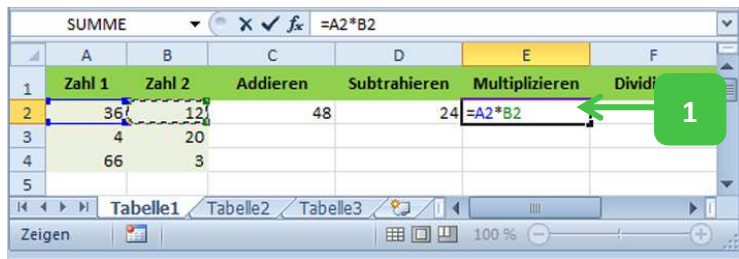 SUMME fx =A2*B2
A B C D E F
1 Zahl 1 Zahl 2 Addieren Subtrahieren Multiplizieren Dividi
2 36 12 48 24 =A2*B2 1
3 4 20
4 66 3
5
Tabelle1 Tabelle2 Tabelle3
Zeigen 100 %